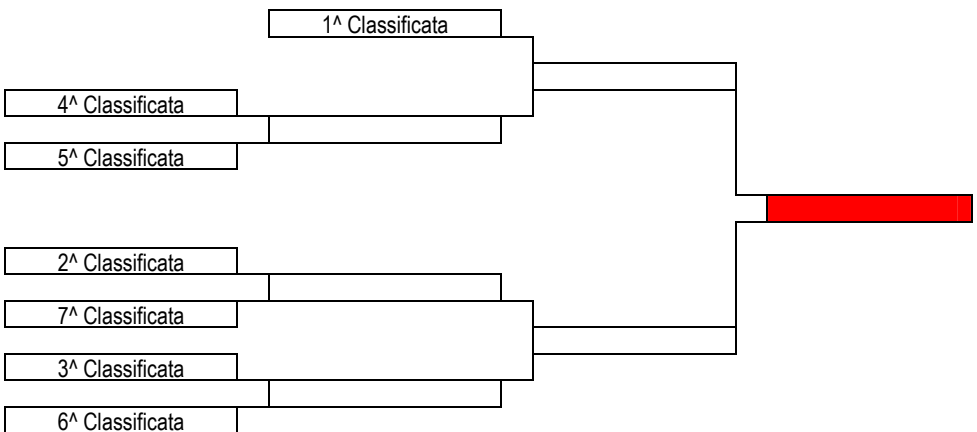 1^ Classificata
4^ Classificata
5^ Classificata
2^ Classificata
7^ Classificata
3^ Classificata
6^ Classificata